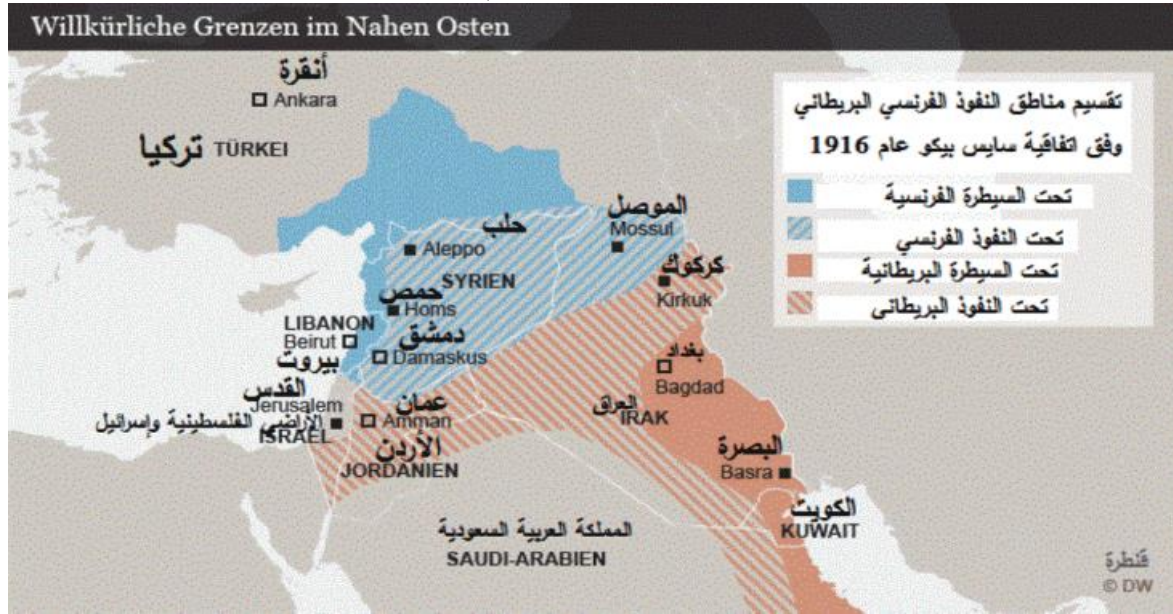 Willkürliche Grenzen im Nahen Osten
أنقرة
Ankara
تركيا TÜRKEI
تقسيم مناطق النفوذ الفرنسي البريطاني
وفق اتفاقية سايس بيكو عام 1916
تحت السيطرة الفرنسية
تحت النفوذ الفرنسي
تحت السيطرة البريطانية
تحت النفوذ البريطاني
الموصل
Mossul
حلب
Aleppo
كركوك
Kirkuk
SYRIEN
حمص
Homs
LIBANON
Beirut
بيروت
دمشق
Damaskus
بغداد
Bagdad
القدس
Jerusalem
الأراضي الفلسطينية وإسرائيل
ISRAEL
عمان
Amman
العراق
IRAK
الأردن
JORDANIEN
البصرة
Basra
الكويت
KUWAIT
المملكة العربية السعودية
SAUDI-ARABIEN
قنطرة
© DW